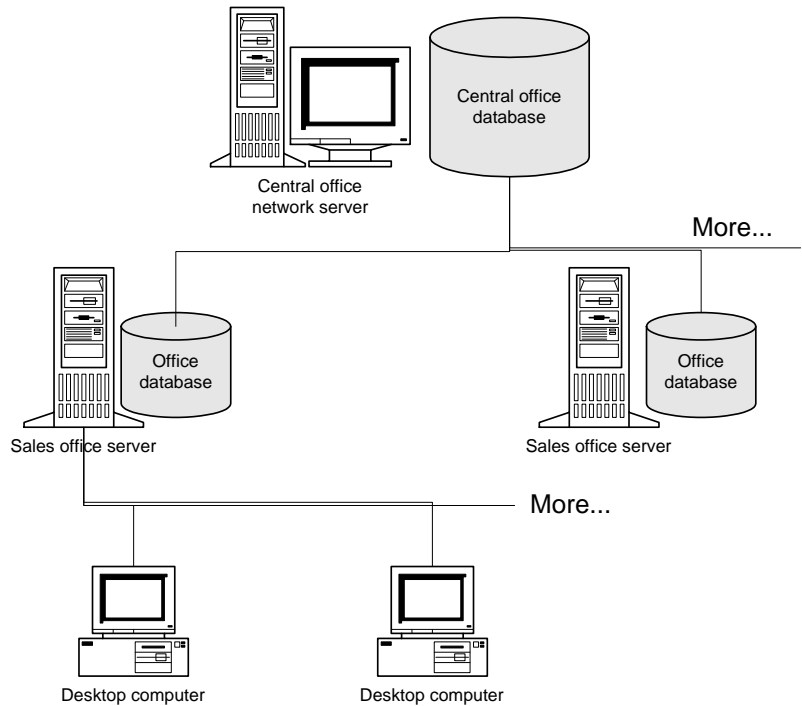 Central office
database
Central office
network server
More...
Office
database
Office
database
Sales office server
Sales office server
More...
Desktop computer
Desktop computer